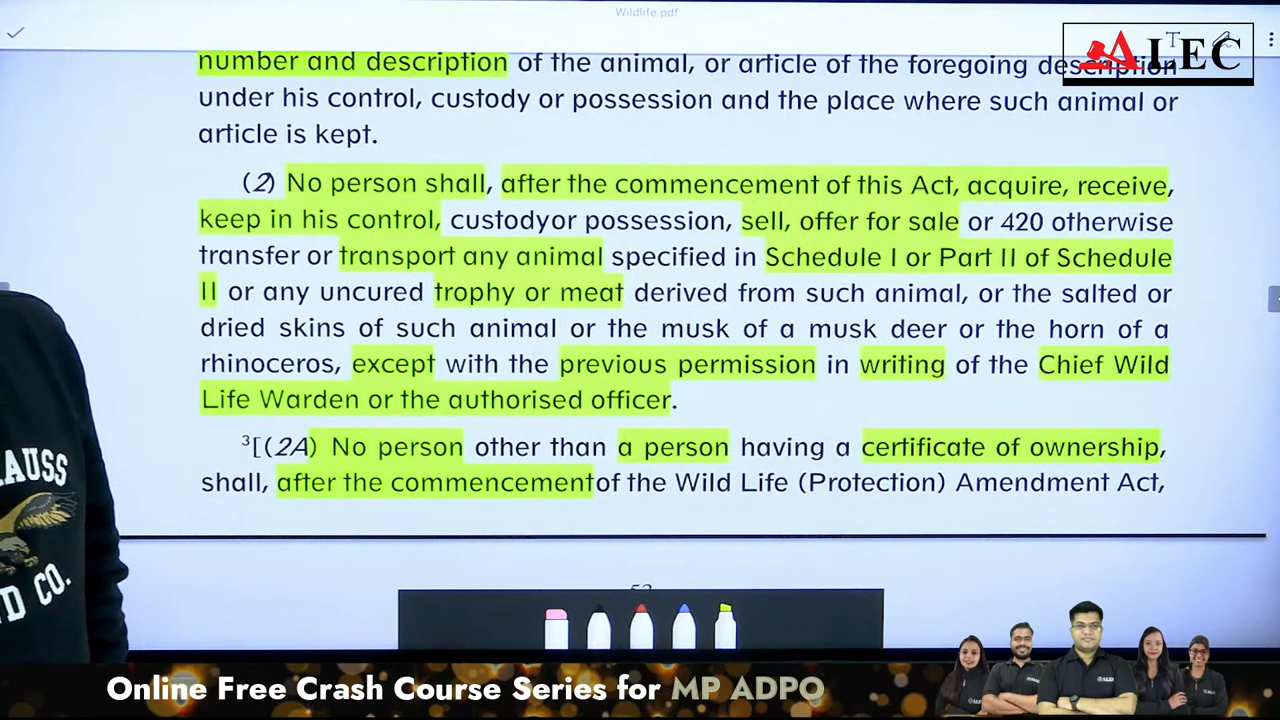 Wildlife.pdf
ALEC
number and description of the animal, or article of the foregoing description
under his control, custody or possession and the place where such animal or
article is kept.
(2) No person shall, after the commencement of this Act, acquire, receive,
keep in his control, custodyor possession, sell, offer for sale or 420 otherwise
transfer or transport any animal specified in Schedule I or Part II of Schedule
II or any uncured trophy or meat derived from such animal, or the salted or
dried skins of such animal or the musk of a musk deer or the horn of a
rhinoceros, except with the previous permission in writing of the Chief Wild
Life Warden or the authorised officer.
3[(2A) No person other than a person having a certificate of ownership,
shall, after the commencementof the Wild Life (Protection) Amendment Act,
AUSS
D CO.
Online Free Crash Course Series for MP ADPO